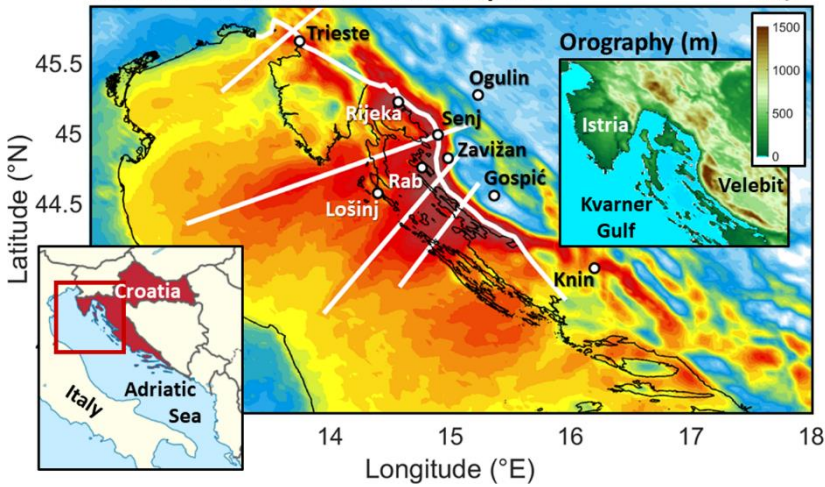 Trieste
Orography (m)
1500
1000
500
0
45.5
45
44.5
Latitude (°N)
Ogulin
Rijeka
Senj
Istria
Zavižan
Rab
Gospić
Velebit
Lošinj
Kvarner
Gulf
Knin
Croatia
Italy
Adriatic
Sea
14
15
16
17
18
Longitude (°E)